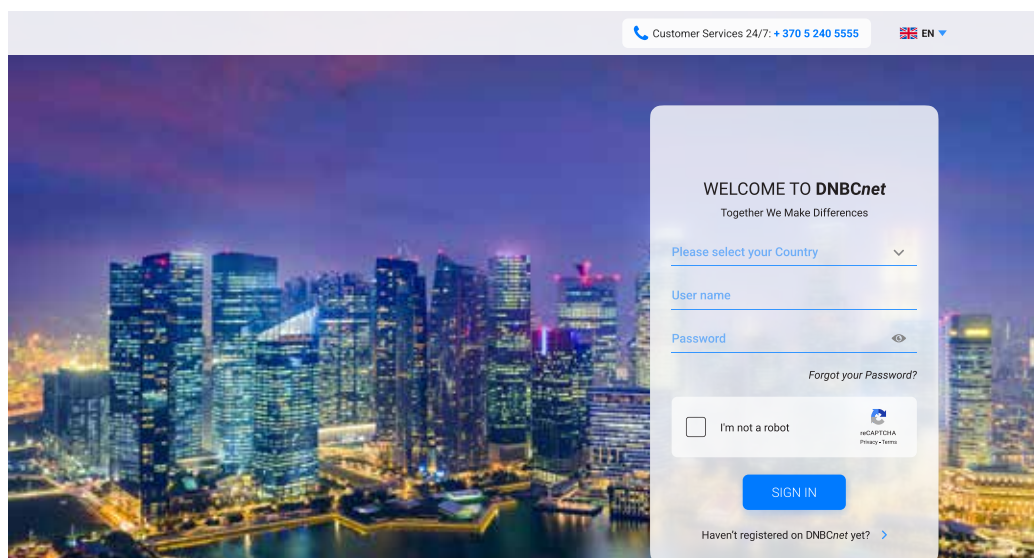 Customer Services 24/7: + 370 5 240 5555
EN
WELCOME TO DNBCnet
Together We Make Differences
Please select your Country
User name
Password
Forgot your Password?
I'm not a robot
reCAPTCHA
Privacy - Terms
SIGN IN
Haven't registered on DNBCnet yet?